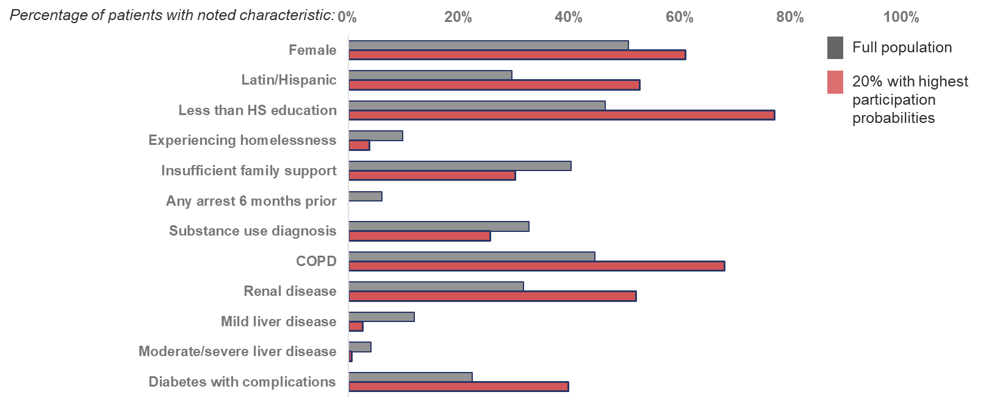 Percentage of patients with noted characteristic: 0% 20% 40% 60% 80% 100%
Female
Latin/Hispanic
Less than HS education
Experiencing homelessness
Insufficient family support
Any arrest 6 months prior
Substance use diagnosis
COPD
Renal disease
Mild liver disease
Moderate/severe liver disease
Diabetes with complications
Full population
20% with highest
participation
probabilities